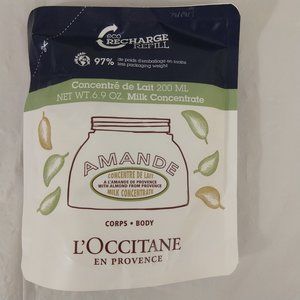 eco
RECHARGE
REFILL
97% de poids d'emballage en moins
less packaging weight
Concentré de Lait 200 ML
NET WT. 6.9 OZ. Milk Concentrate
AMANDE
CONCENTRÉ DE LAIT
A L'AMANDE DE PROVENCE
WITH ALMOND FROM PROVENCE
MILK CONCENTRATE
CORPS • BODY
L'OCCITANE
EN PROVENCE